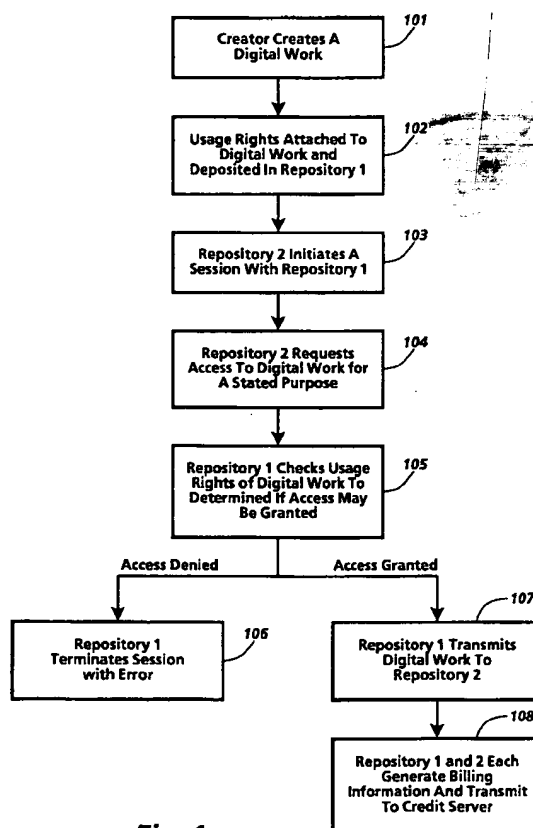 101
Creator Creates A
Digital Work
102
Usage Rights Attached To
Digital Work and
Deposited In Repository 1
103
Repository 2 Initiates A
Session With Repository 1
104
Repository 2 Requests
Access To Digital Work for
A Stated Purpose
105
Repository 1 Checks Usage
Rights of Digital Work To
Determined If Access May
Be Granted
Access Denied
Access Granted
106
Repository 1
Terminates Session
with Error
107
Repository 1 Transmits
Digital Work To
Repository 2
108
Repository 1 and 2 Each
Generate Billing
Information And Transmit
To Credit Server